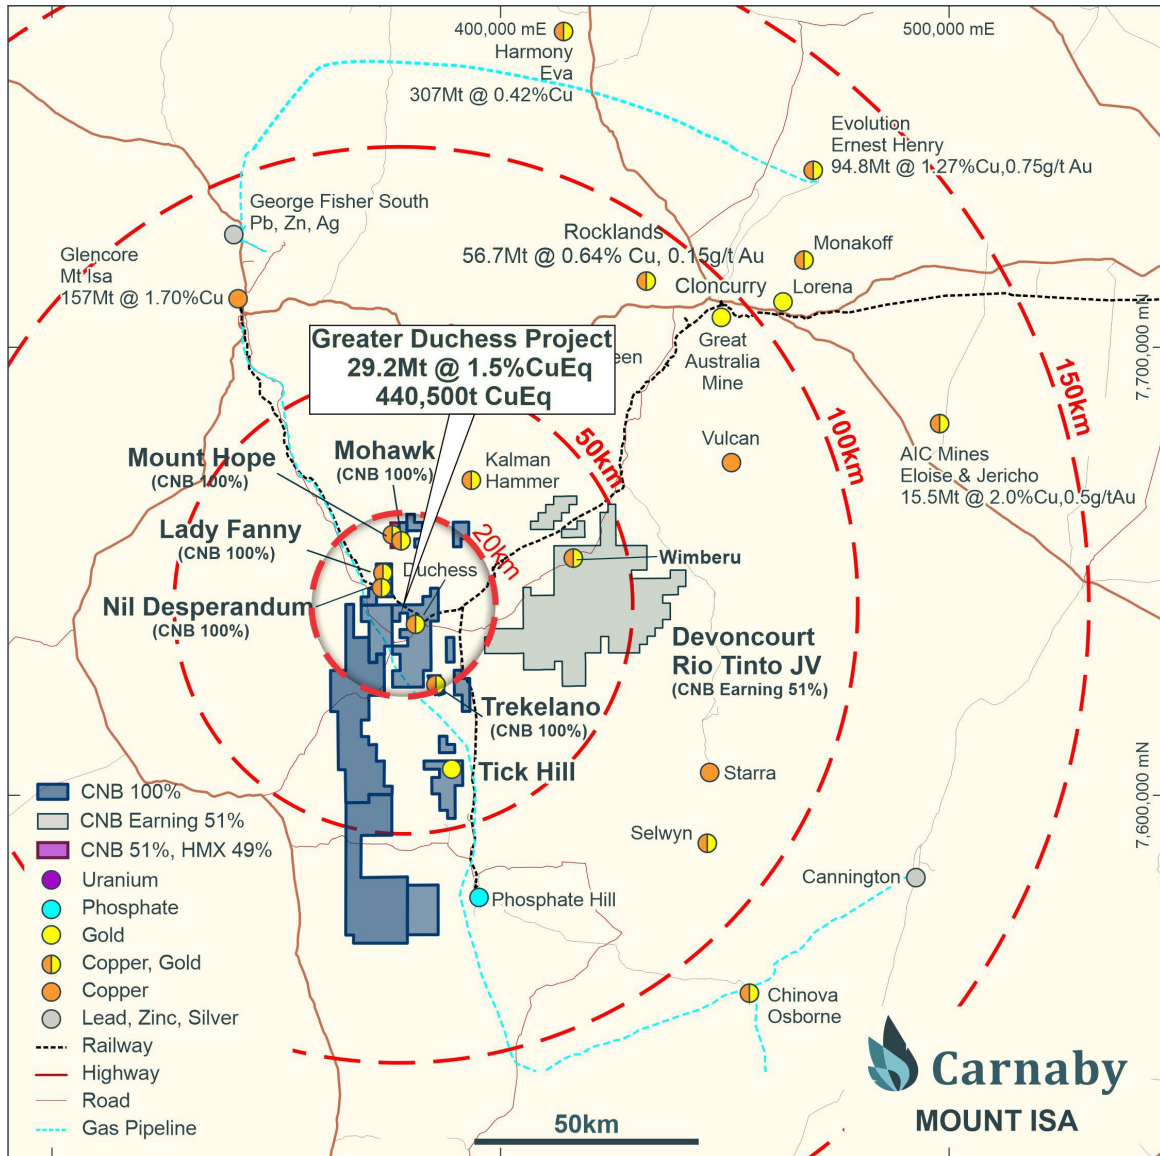 400,000 mE
500,000 mE
Harmony
Eva
307Mt @ 0.42%Cu
Evolution
Ernest Henry
94.8Mt @ 1.27%Cu,0.75g/t Au
George Fisher South
Pb, Zn, Ag
Rocklands
56.7Mt @ 0.64% Cu, 0.15g/t Au
Monakoff
Glencore
Mt Isa
157Mt @ 1.70%Cu
Cloncurry
Lorena
Great
Australia
Mine
7,700,000 mN
Greater Duchess Project
29.2Mt @ 1.5%CuEq
440,500t CuEq
een
50km
100km
150km
Mount Hope
(CNB 100%)
Mohawk
(CNB 100%)
Kalman
Hammer
Vulcan
AIC Mines
Eloise & Jericho
15.5Mt @ 2.0%Cu,0.5g/tAu
Lady Fanny
(CNB 100%)
20km
Duchess
Wimberu
Nil Desperandum
(CNB 100%)
Devoncourt
Rio Tinto JV
(CNB Earning 51%)
Trekelano
(CNB 100%)
Tick Hill
Starra
7,600,000 mN
Selwyn
Cannington
Phosphate Hill
Chinova
Osborne
CNB 100%
CNB Earning 51%
CNB 51%, HMX 49%
Uranium
Phosphate
Gold
Copper, Gold
Copper
Lead, Zinc, Silver
Railway
Highway
Road
Gas Pipeline
50km
Carnaby
MOUNT ISA